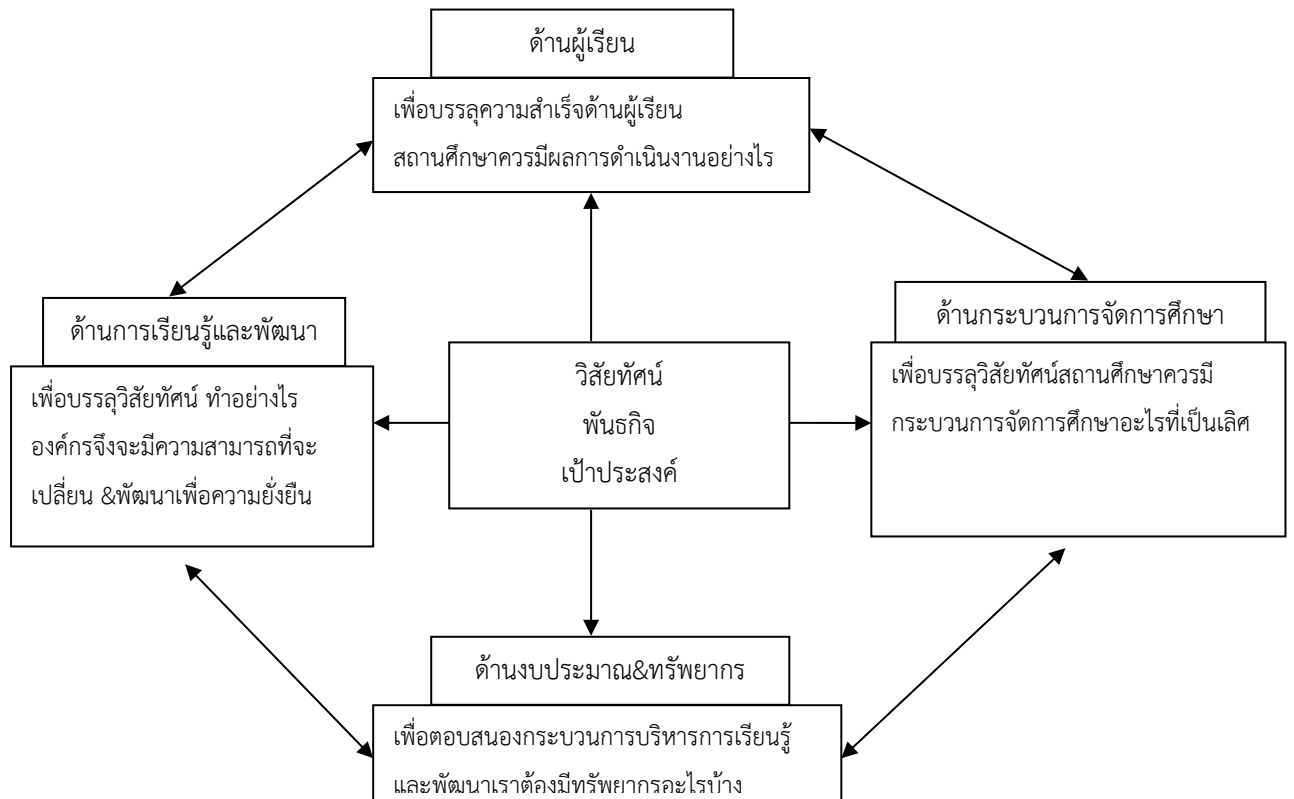 ด้านผู้เรียน
เพื่อบรรลุความสำเร็จด้านผู้เรียน
สถานศึกษาควรมีผลการดำเนินงานอย่างไร
ด้านการเรียนรู้และพัฒนา
เพื่อบรรลุวิสัยทัศน์ ทำอย่างไร
องค์กรจึงจะมีความสามารถที่จะ
เปลี่ยน &พัฒนาเพื่อความยั่งยืน
วิสัยทัศน์
พันธกิจ
เป้าประสงค์
ด้านกระบวนการจัดการศึกษา
เพื่อบรรลุวิสัยทัศน์สถานศึกษาควรมี
กระบวนการจัดการศึกษาอะไรที่เป็นเลิศ
ด้านงบประมาณ&ทรัพยากร
เพื่อตอบสนองกระบวนการบริหารการเรียนรู้
และพัฒนาเราต้องมีทรัพยากรอะไรบ้าง